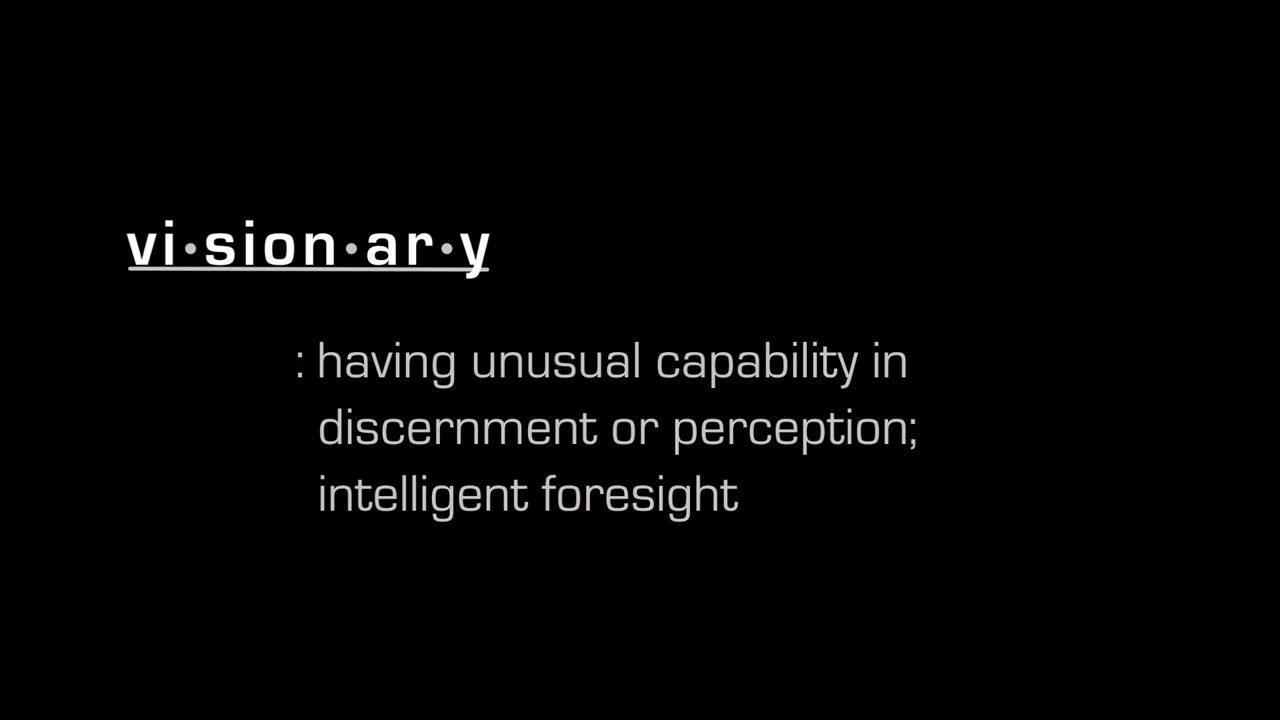 vi•sion•ar•y
: having unusual capability in
discernment or perception;
intelligent foresight